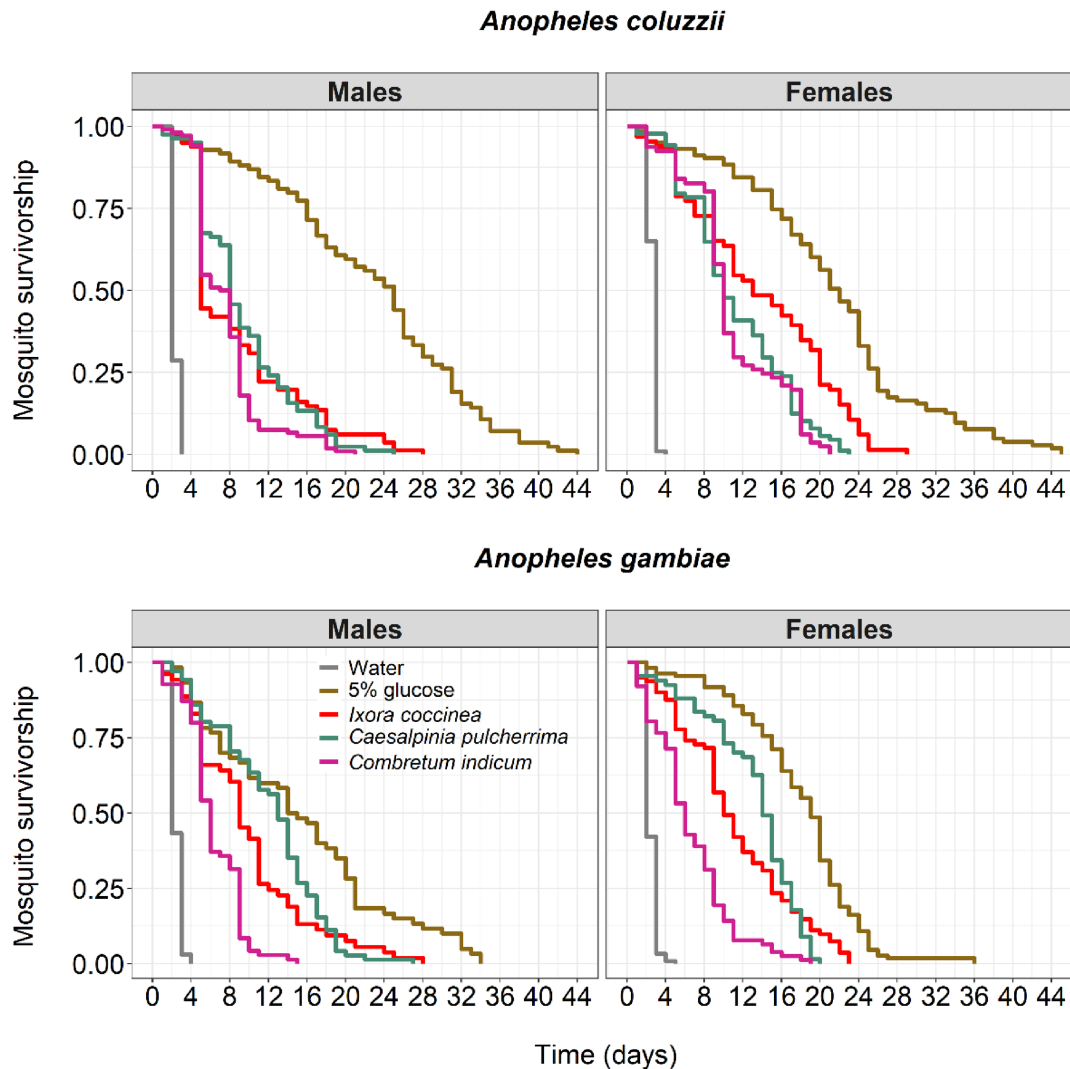 Anopheles coluzzii
Males Females
Mosquito survivorship
1.00
0.75
0.50
0.25
0.00
0 4 8 12 16 20 24 28 32 36 40 44 0 4 8 12 16 20 24 28 32 36 40 44
Anopheles gambiae
Males Females
Mosquito survivorship
1.00
0.75
0.50
0.25
0.00
Water
5% glucose
Ixora coccinea
Caesalpinia pulcherrima
Combretum indicum
0 4 8 12 16 20 24 28 32 36 40 44 0 4 8 12 16 20 24 28 32 36 40 44
Time (days)